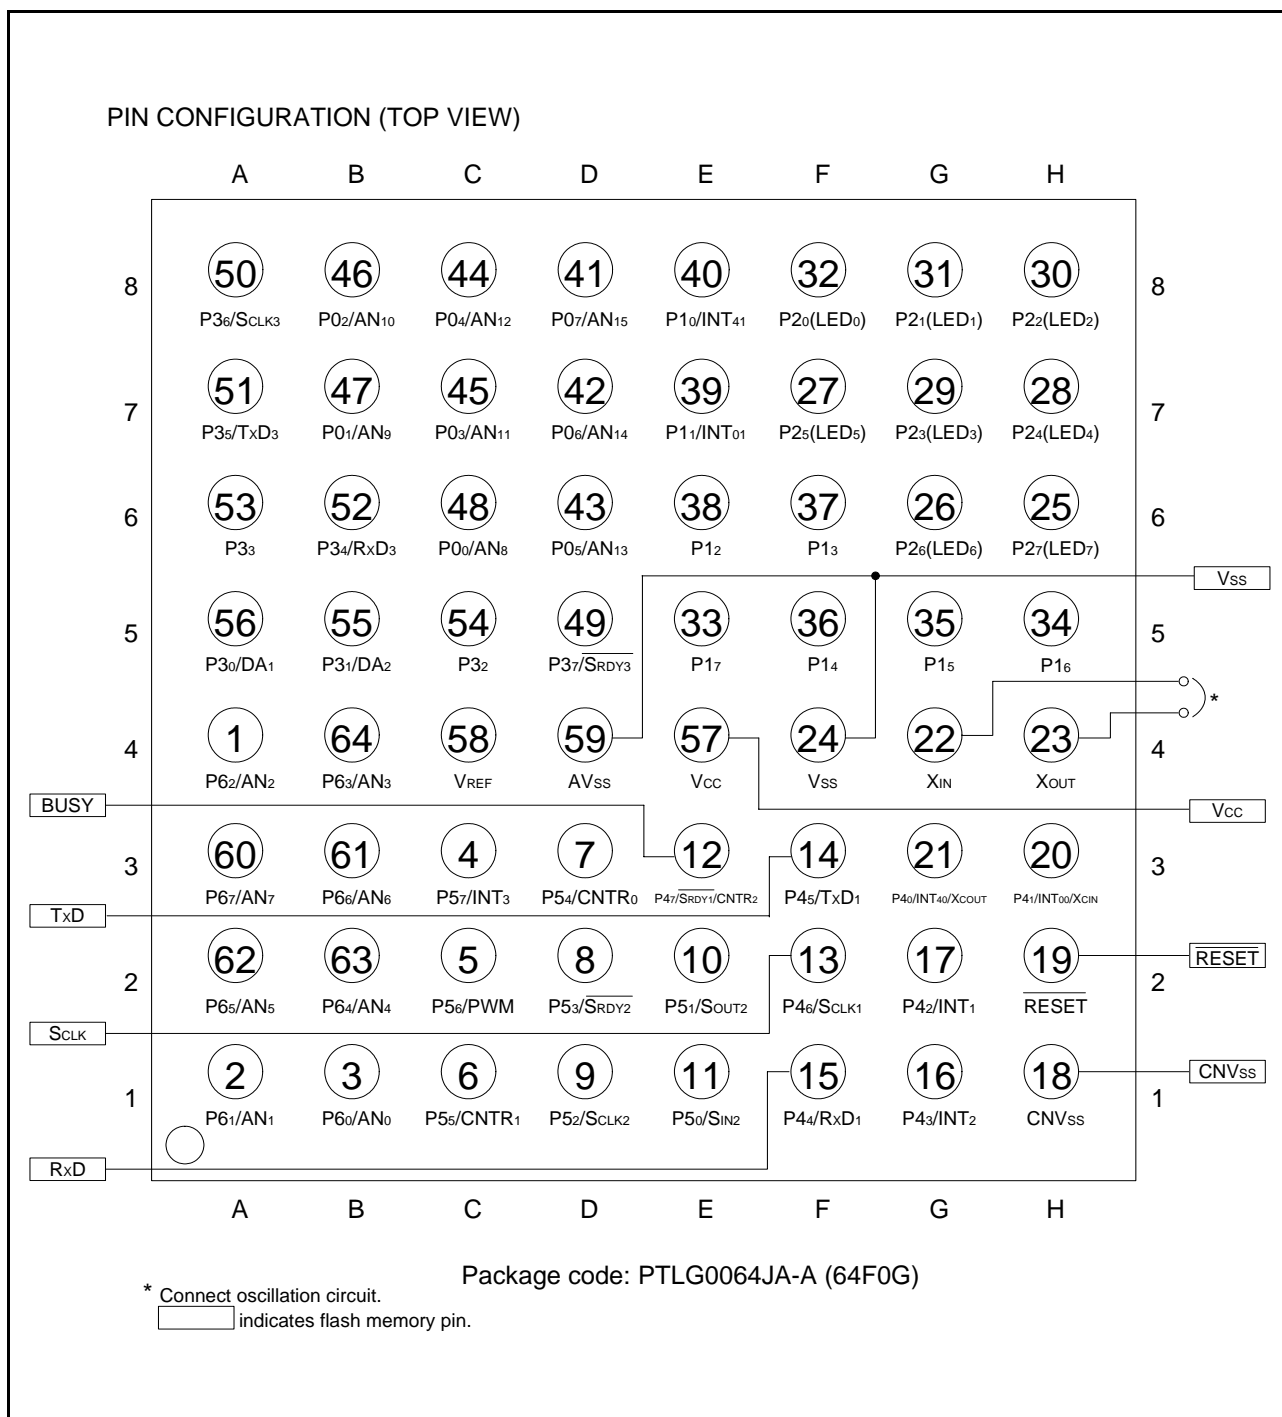 PIN CONFIGURATION (TOP VIEW)
A B C D E F G H
8 50 46 44 41 40 32 31 30 8
P36/SCLK3 P02/AN10 P04/AN12 P07/AN15 P10/INT41 P20(LED0) P21(LED1) P22(LED2)
7 51 47 45 42 39 27 29 28 7
P35/TxD3 P01/AN9 P03/AN11 P06/AN14 P11/INT01 P25(LED5) P23(LED3) P24(LED4)
6 53 52 48 43 38 37 26 25 6
P33 P34/RxD3 P00/AN8 P05/AN13 P12 P13 P26(LED6) P27(LED7)
Vss
5 56 55 54 49 33 36 35 34 5
P30/DA1 P31/DA2 P32 P37/SRDY3 P17 P14 P15 P16
*
4 1 64 58 59 57 24 22 23 4
P62/AN2 P63/AN3 VREF AVss Vcc Vss XIN XOUT
BUSY
Vcc
3 60 61 4 7 12 14 21 20 3
P67/AN7 P66/AN6 P57/INT3 P54/CNTR0 P47/SRDY1/CNTR2 P45/TxD1 P40/INT40/XCOUT P41/INT00/XCIN
TxD
2 62 63 5 8 10 13 17 19 2
RESET
P65/AN5 P64/AN4 P56/PWM P53/SRDY2 P51/SOUT2 P46/SCLK1 P42/INT1 RESET
SCLK
1 2 3 6 9 11 15 16 18 1
CNVss
P61/AN1 P60/AN0 P55/CNTR1 P52/SCLK2 P50/SIN2 P44/RxD1 P43/INT2 CNVss
RxD
A B C D E F G H
Package code: PTLG0064JA-A (64F0G)
* Connect oscillation circuit.
indicates flash memory pin.